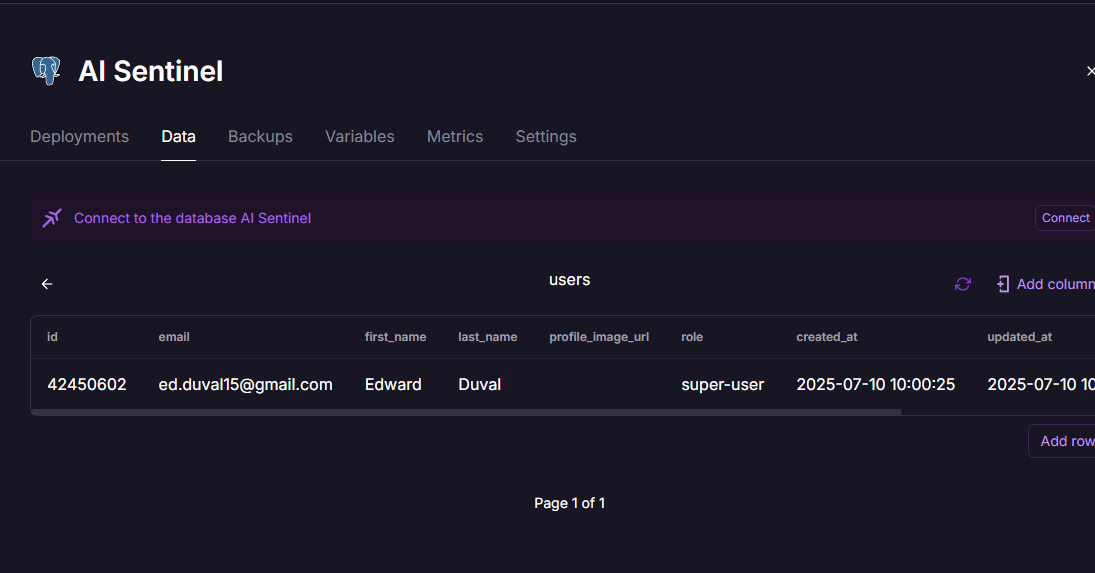 AI Sentinel
Deployments Data Backups Variables Metrics Settings
Connect to the database AI Sentinel Connect
users
Add column
id email first_name last_name profile_image_url role created_at updated_at
42450602 ed.duval15@gmail.com Edward Duval super-user 2025-07-10 10:00:25 2025-07-10 10
Add row
Page 1 of 1